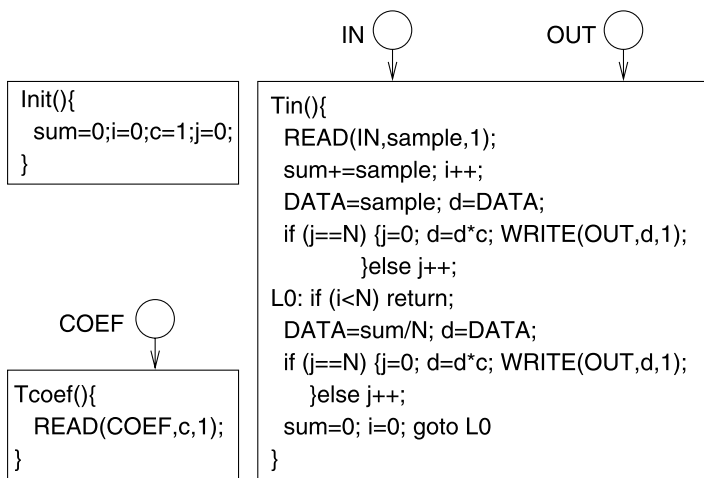 IN
OUT
Init(){
sum=0;i=0;c=1;j=0;
}
Tin(){
READ(IN,sample,1);
sum+=sample; i++;
DATA=sample; d=DATA;
if (j==N) {j=0; d=d*c; WRITE(OUT,d,1);
}else j++;
L0: if (i<N) return;
DATA=sum/N; d=DATA;
if (j==N) {j=0; d=d*c; WRITE(OUT,d,1);
}else j++;
sum=0; i=0; goto L0
}
COEF
Tcoef(){
READ(COEF,c,1);
}